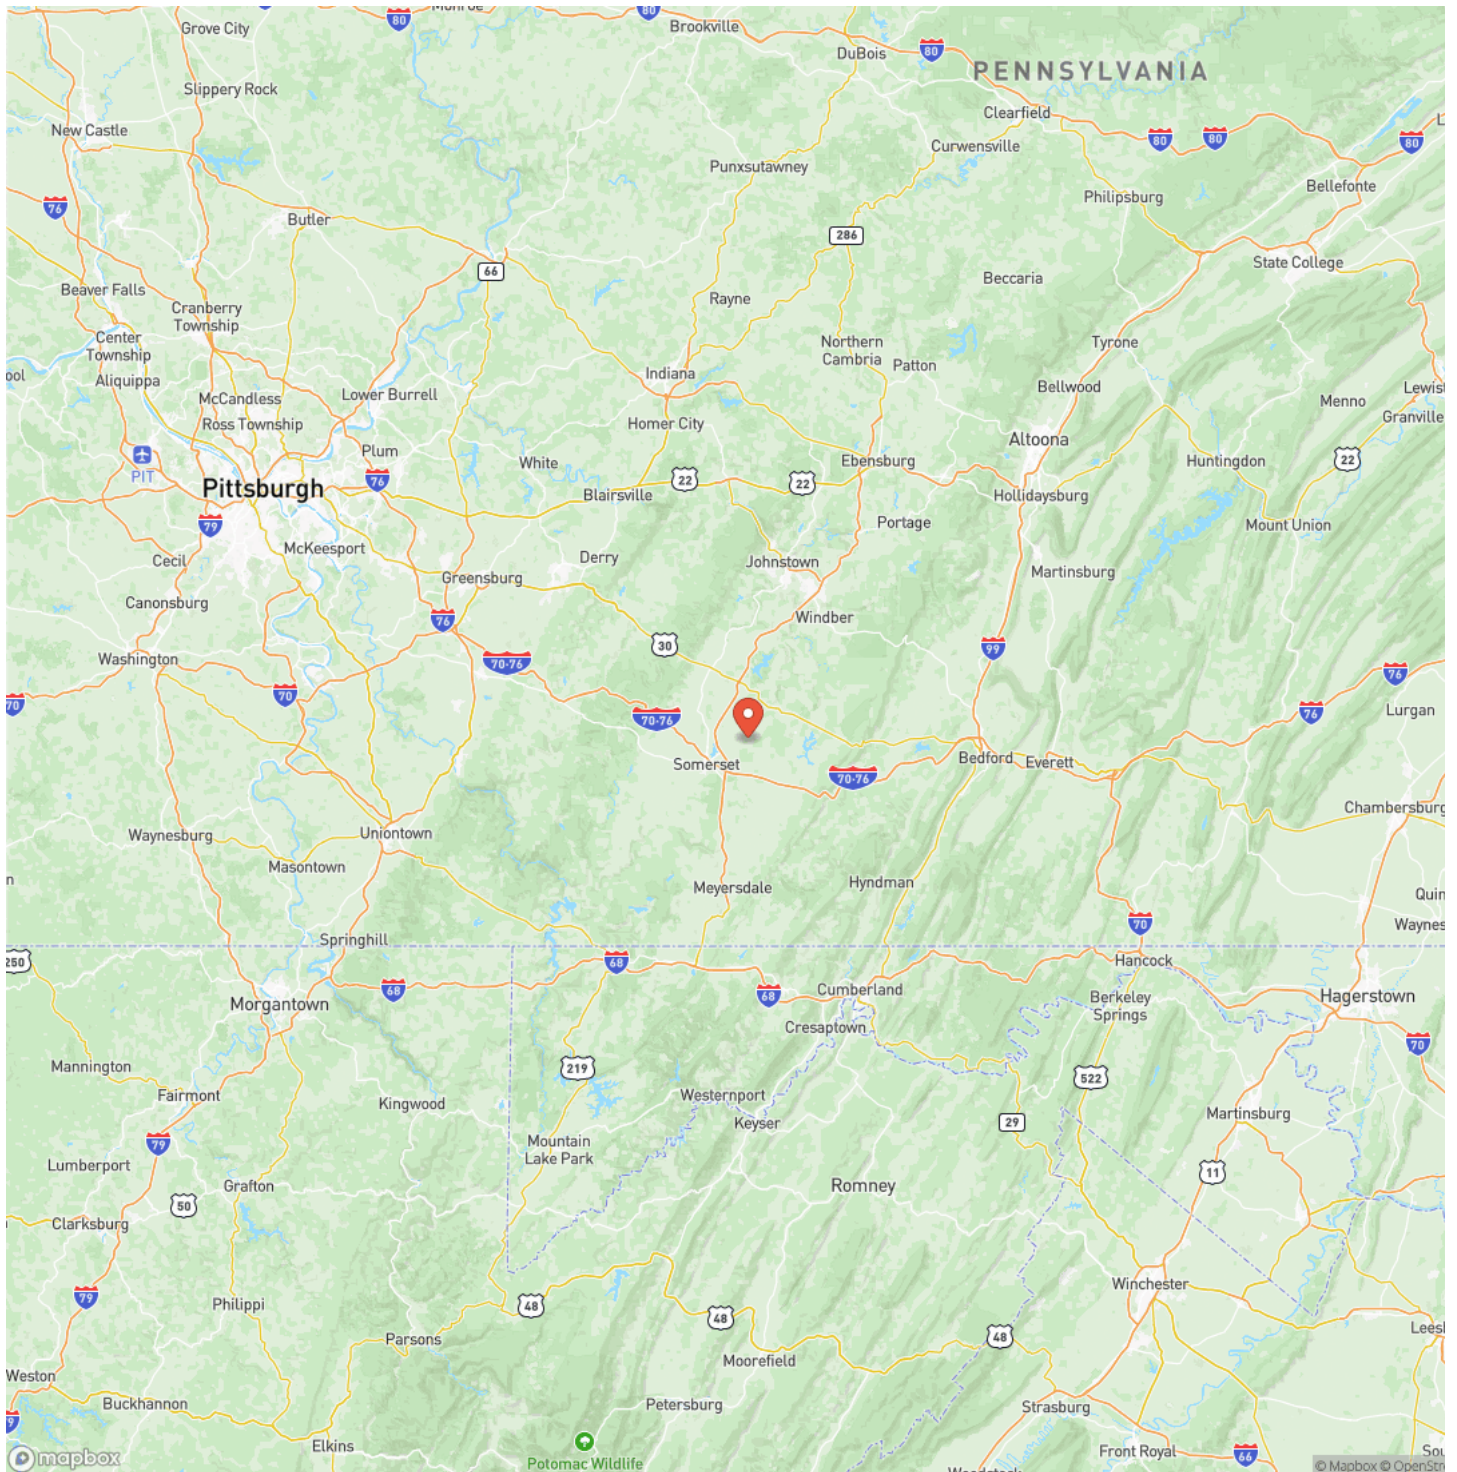 Monroe
80
80
Grove City
Brookville
DuBois
80
PENNSYLVANIA
Slippery Rock
Clearfield
New Castle
80
80
80
Curwensville
Punxsutawney
Philipsburg
Bellefonte
76
Butler
286
State College
66
Beccaria
Beaver Falls
Rayne
Cranberry
Township
Center
Township
Northern
Cambria
Tyrone
Patton
Indiana
Aliquippa
Bellwood
Lewist
McCandless
Lower Burrell
Menno
Granville
Ross Township
Homer City
Altoona
Plum
White
Ebensburg
Huntingdon
22
PIT
76
22
22
Pittsburgh
Blairsville
Hollidaysburg
79
Portage
Mount Union
McKeesport
Cecil
Derry
Johnstown
Greensburg
Martinsburg
Canonsburg
76
Windber
30
99
Washington
70-76
76
70
70
70-76
76
Lurgan
Somerset
Bedford
Everett
70-76
Chambersburg
Waynesburg
Uniontown
Masontown
Hyndman
Meyersdale
Quin
70
Waynes
Springhill
250
68
Hancock
68
68
Cumberland
Hagerstown
Morgantown
Berkeley
Springs
Cresaptown
70
Mannington
219
522
Fairmont
Westernport
Kingwood
Martinsburg
29
Keyser
79
Mountain
Lake Park
Lumberport
11
Grafton
Romney
50
Clarksburg
Winchester
79
Philippi
48
48
Leesb
48
Parsons
Moorefield
Weston
Buckhannon
Petersburg
Strasburg
Elkins
Front Royal
66
Potomac Wildlife
mapbox
© Mapbox © OpenStre